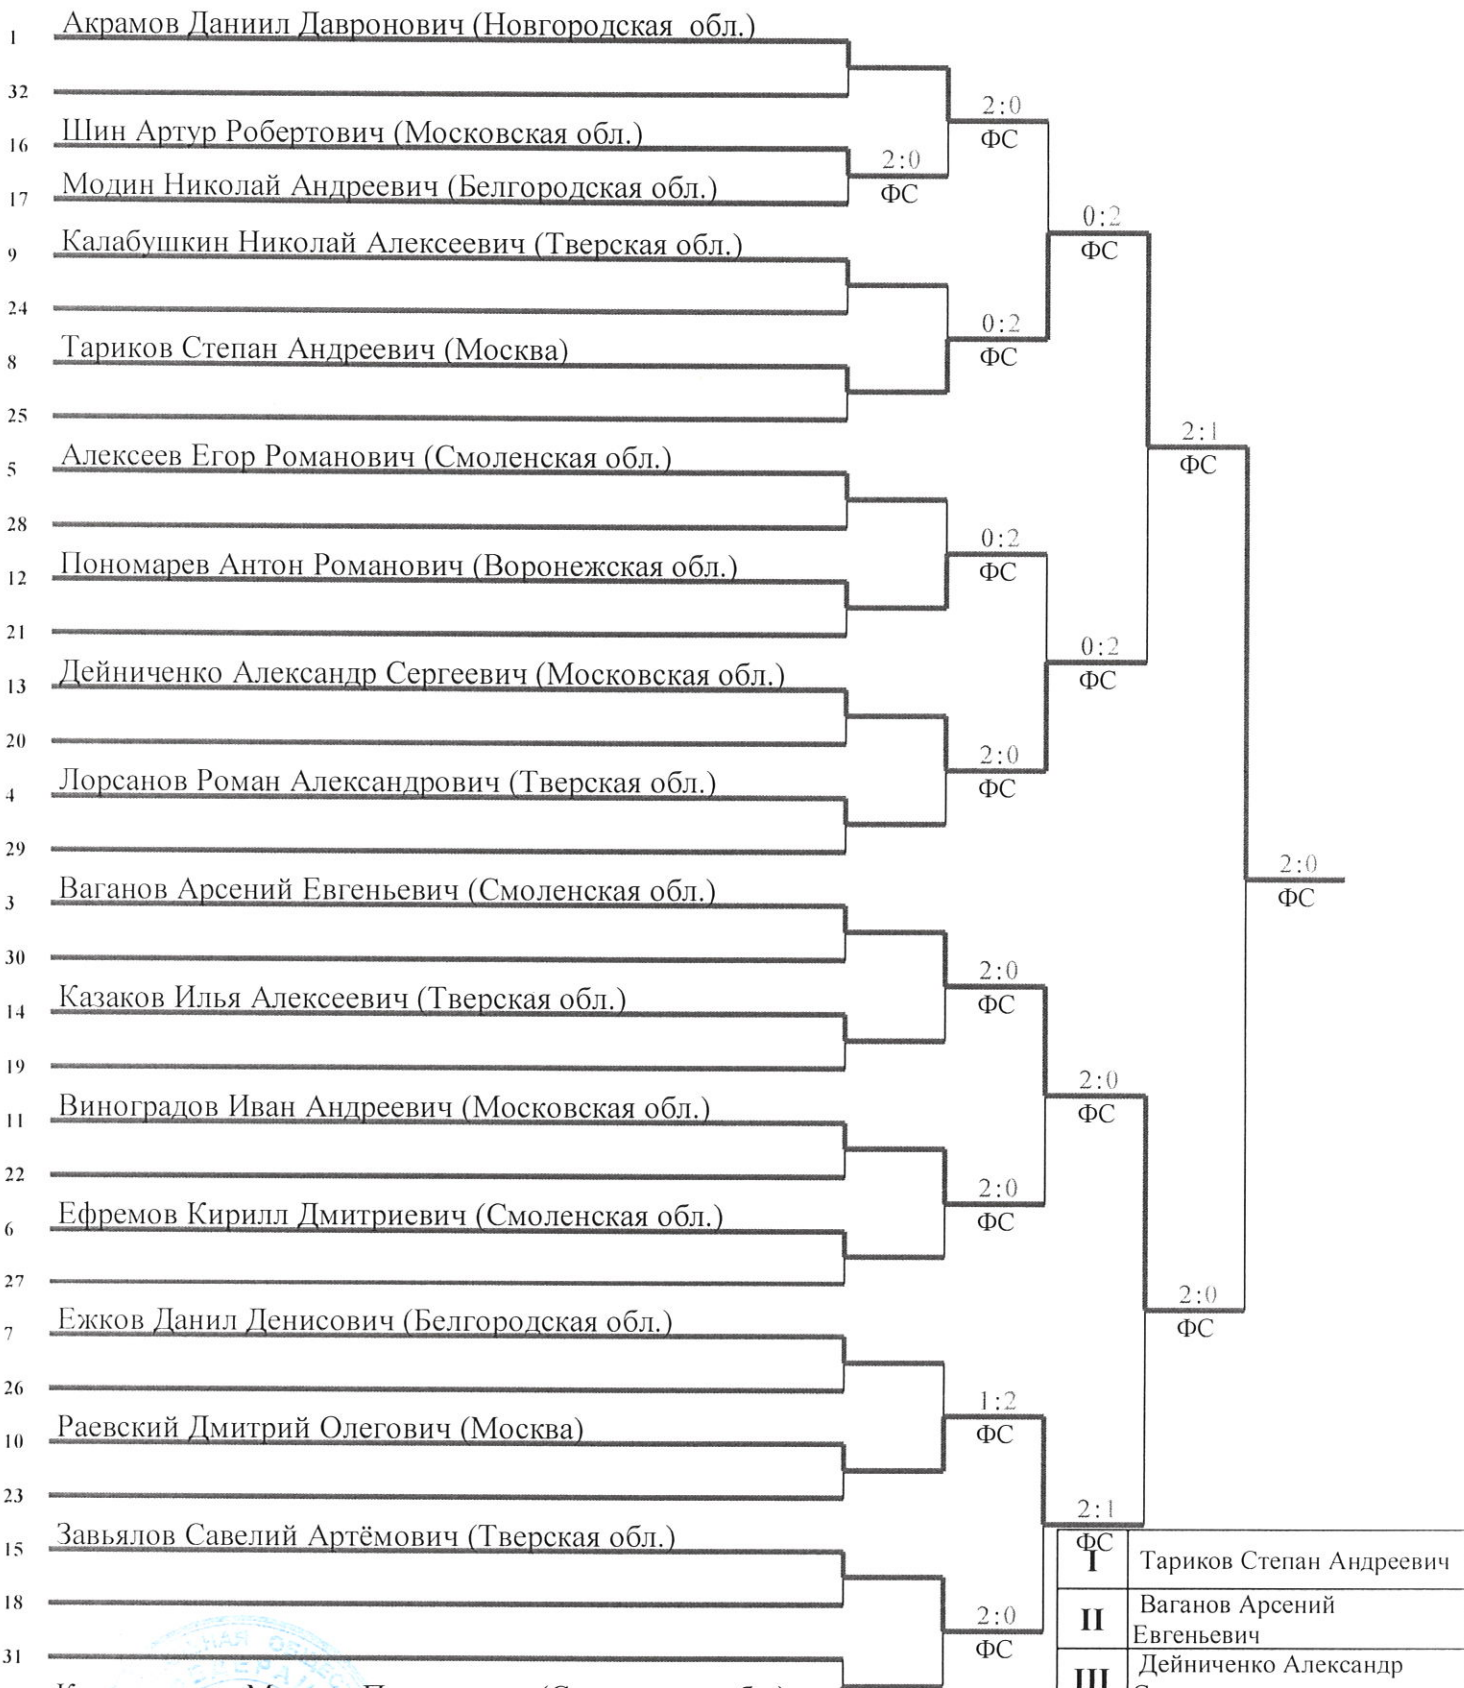 1 Акрамов Даниил Давронович (Новгородская обл.)
32
2:0
ФС
16 Шин Артур Робертович (Московская обл.)
2:0
ФС
17 Модин Николай Андреевич (Белгородская обл.)
0:2
ФС
9 Калабушкин Николай Алексеевич (Тверская обл.)
24
0:2
ФС
8 Тариков Степан Андреевич (Москва)
25
2:1
ФС
5 Алексеев Егор Романович (Смоленская обл.)
28
0:2
ФС
12 Пономарев Антон Романович (Воронежская обл.)
21
0:2
ФС
13 Дейниченко Александр Сергеевич (Московская обл.)
20
2:0
ФС
4 Лорсанов Роман Александрович (Тверская обл.)
29
2:0
ФС
3 Ваганов Арсений Евгеньевич (Смоленская обл.)
30
2:0
ФС
14 Казаков Илья Алексеевич (Тверская обл.)
19
2:0
ФС
11 Виноградов Иван Андреевич (Московская обл.)
22
2:0
ФС
6 Ефремов Кирилл Дмитриевич (Смоленская обл.)
27
2:0
ФС
7 Ежков Данил Денисович (Белгородская обл.)
26
1:2
ФС
10 Раевский Дмитрий Олегович (Москва)
23
2:1
ФС
15 Завьялов Савелий Артёмович (Тверская обл.)
18
2:0
ФС
31
I Тариков Степан Андреевич
II Ваганов Арсений
Евгеньевич
III Дейниченко Александр